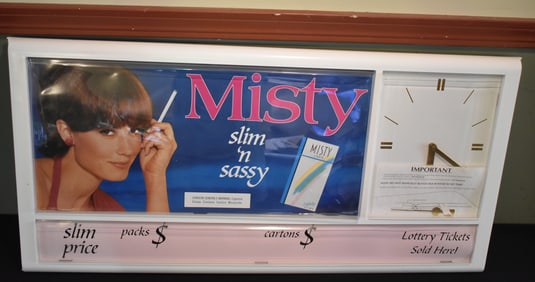 Misty
slim
'n
sassy
MISTY
IMPORTANT
slim
price
packs $
cartons $
Lottery Tickets
Sold Here!